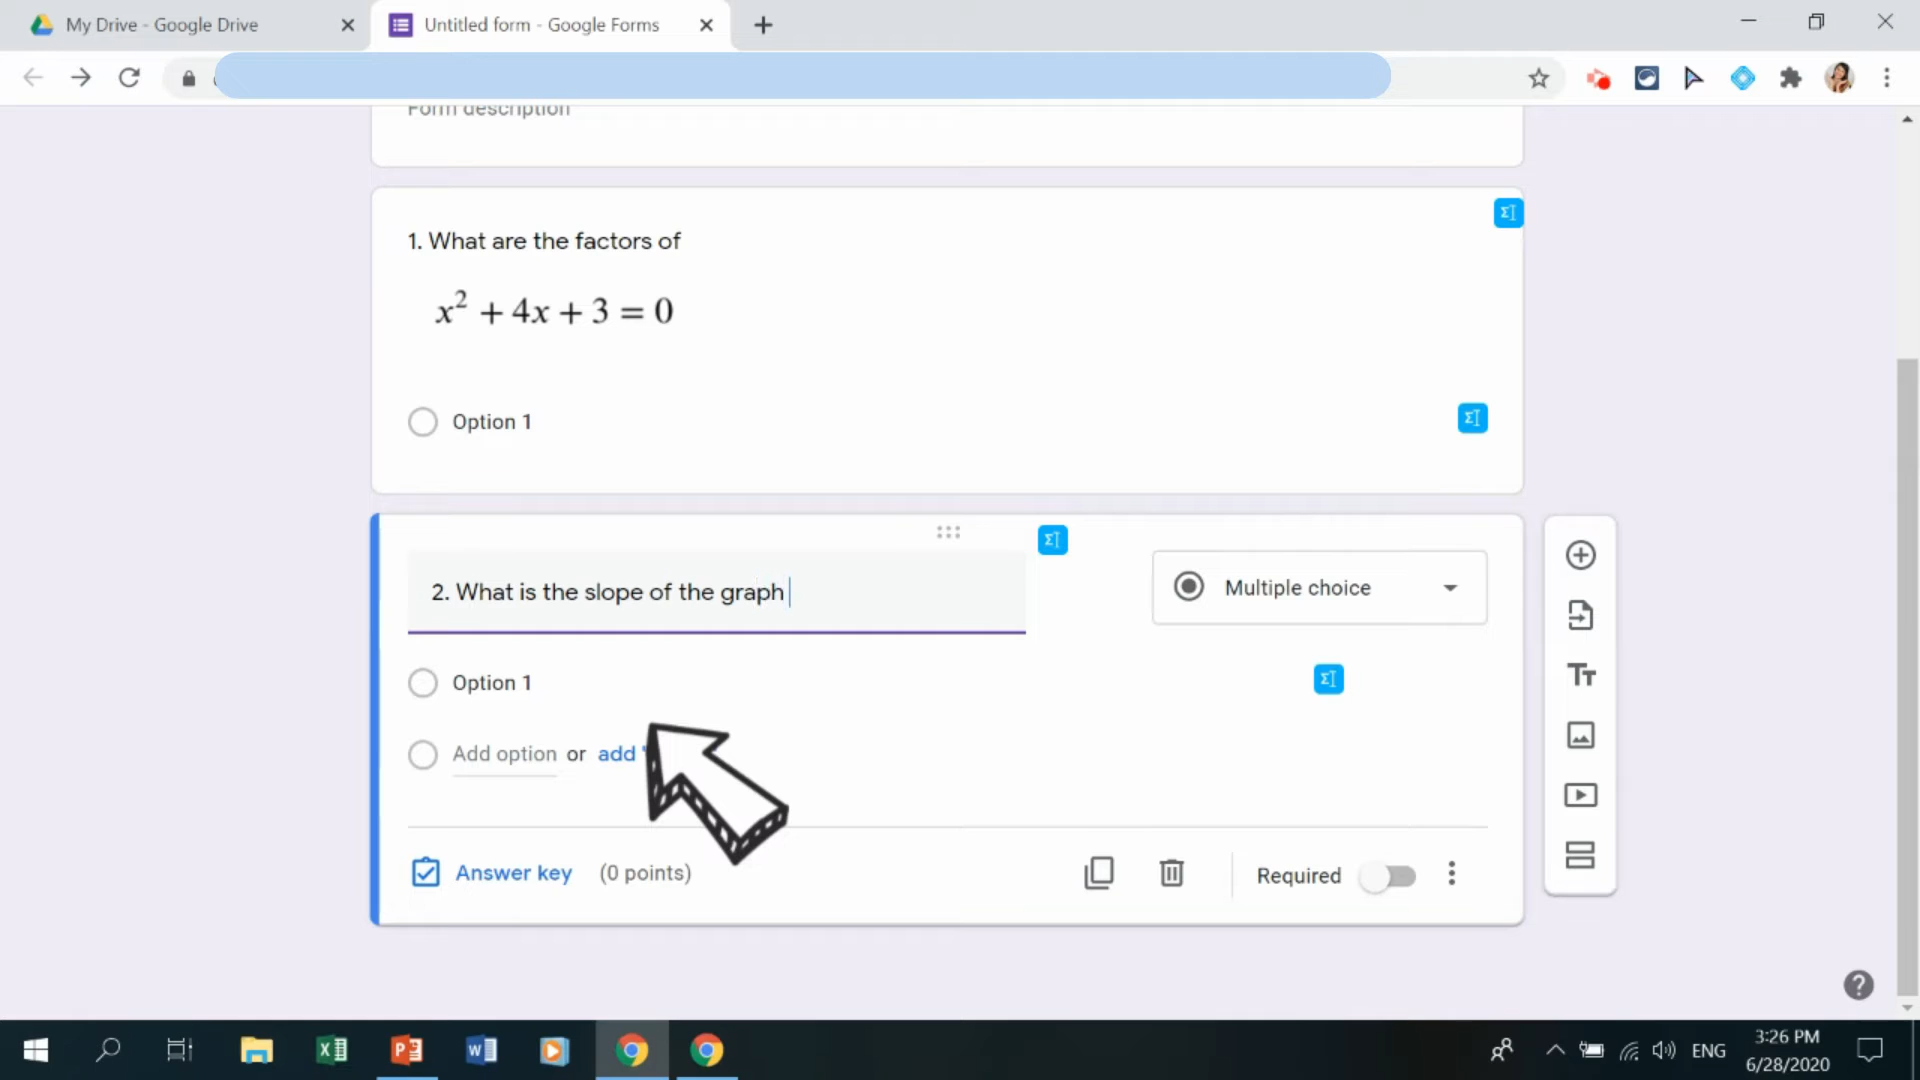 My Drive - Google Drive
Untitled form - Google Forms
Form description
1. What are the factors of
x² + 4x + 3 = 0
Option 1
2. What is the slope of the graph
Multiple choice
Option 1
Add option or add "
Answer key (0 points)
Required
ENG
3:26 PM
6/28/2020